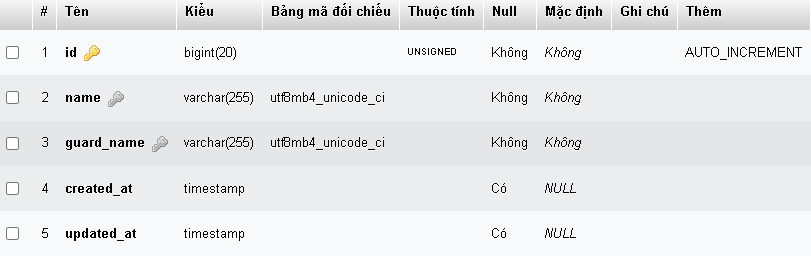 # Tên Kiểu Bảng mã đối chiếu Thuộc tính Null Mặc định Ghi chú Thêm
1 id bigint(20) UNSIGNED Không Không AUTO_INCREMENT
2 name varchar(255) utf8mb4_unicode_ci Không Không
3 guard_name varchar(255) utf8mb4_unicode_ci Không Không
4 created_at timestamp Có NULL
5 updated_at timestamp Có NULL